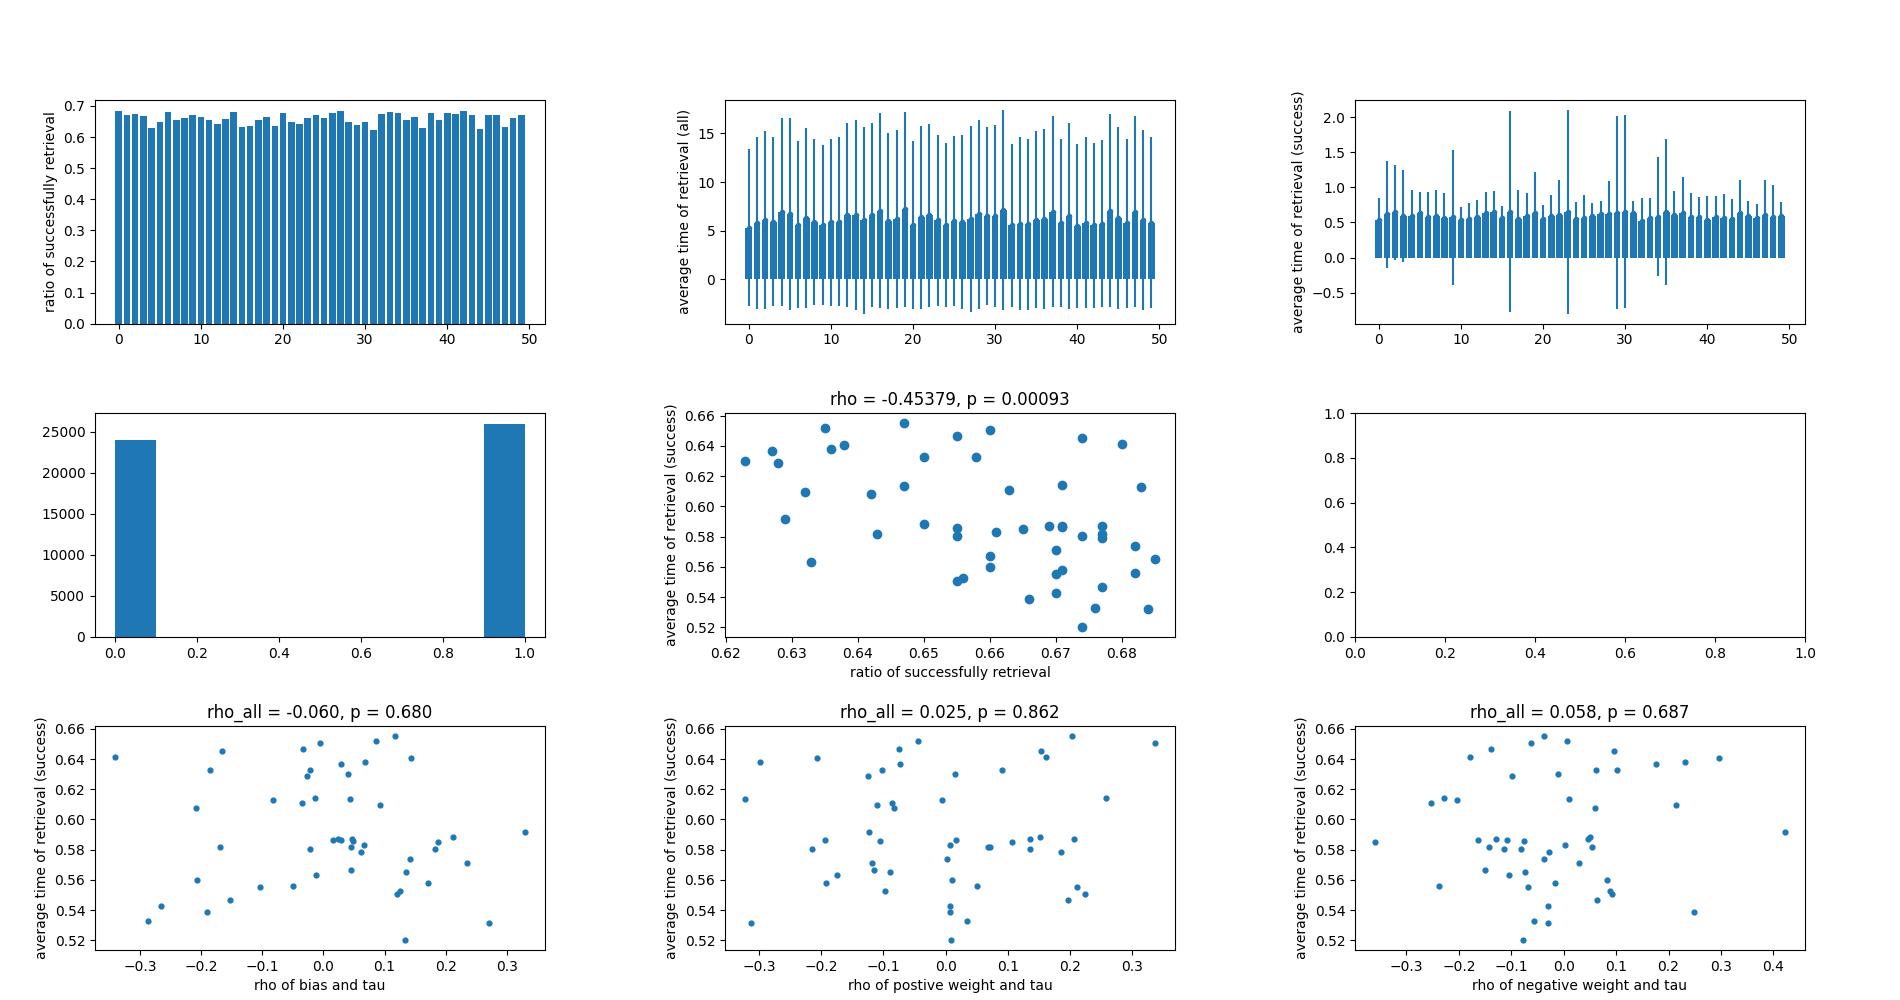 ratio of successfully retrieval
0.7
0.6
0.5
0.4
0.3
0.2
0.1
0.0
0 10 20 30 40 50
average time of retrieval (all)
15
10
5
0
0 10 20 30 40 50
average time of retrieval (success)
2.0
1.5
1.0
0.5
0.0
−0.5
0 10 20 30 40 50
25000
20000
15000
10000
5000
0
0.0 0.2 0.4 0.6 0.8 1.0
rho = -0.45379, p = 0.00093
average time of retrieval (success)
0.66
0.64
0.62
0.60
0.58
0.56
0.54
0.52
0.62 0.63 0.64 0.65 0.66 0.67 0.68
ratio of successfully retrieval
1.0
0.8
0.6
0.4
0.2
0.0
0.0 0.2 0.4 0.6 0.8 1.0
rho_all = -0.060, p = 0.680
average time of retrieval (success)
0.66
0.64
0.62
0.60
0.58
0.56
0.54
0.52
−0.3 −0.2 −0.1 0.0 0.1 0.2 0.3
rho of bias and tau
rho_all = 0.025, p = 0.862
average time of retrieval (success)
0.66
0.64
0.62
0.60
0.58
0.56
0.54
0.52
−0.3 −0.2 −0.1 0.0 0.1 0.2 0.3
rho of postive weight and tau
rho_all = 0.058, p = 0.687
average time of retrieval (success)
0.66
0.64
0.62
0.60
0.58
0.56
0.54
0.52
−0.3 −0.2 −0.1 0.0 0.1 0.2 0.3 0.4
rho of negative weight and tau